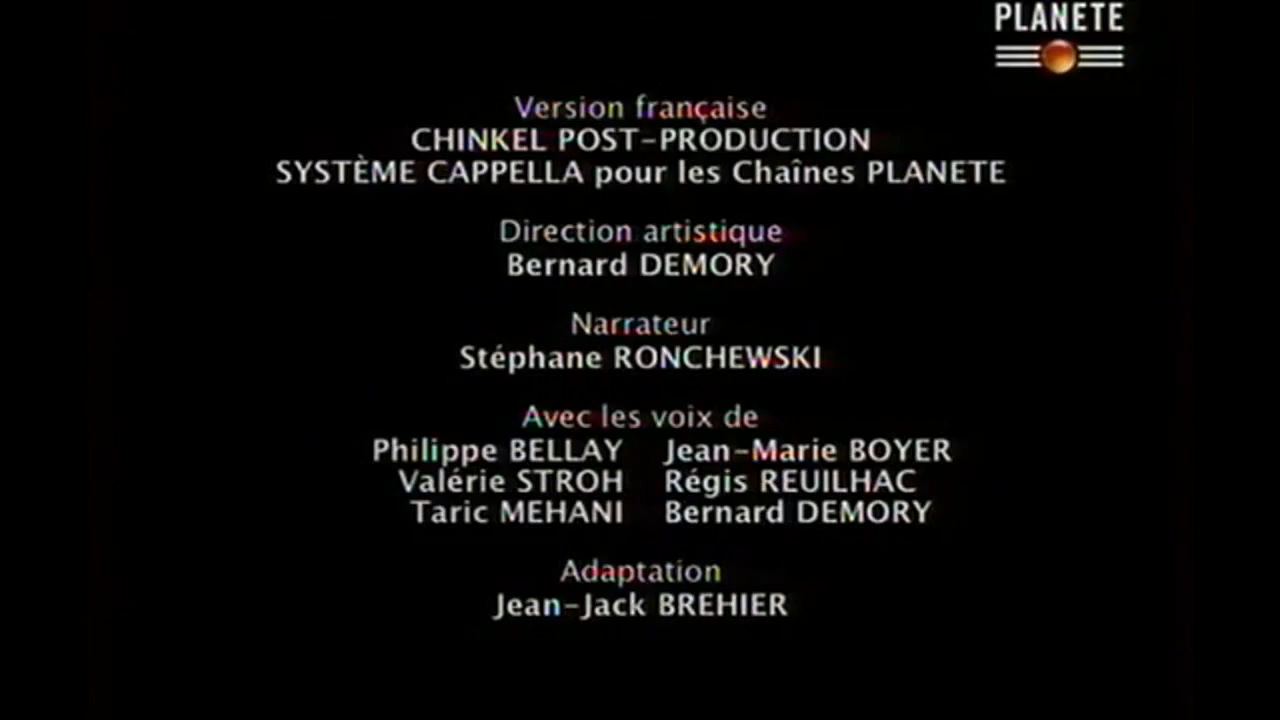 PLANETE
Version française
CHINKEL POST-PRODUCTION
SYSTÈME CAPPELLA pour les Chaînes PLANETE
Direction artistique
Bernard DEMORY
Narrateur
Stéphane RONCHEWSKI
Avec les voix de
Philippe BELLAY Jean-Marie BOYER
Valérie STROH Régis REUILHAC
Taric MEHANI Bernard DEMORY
Adaptation
Jean-Jack BREHIER